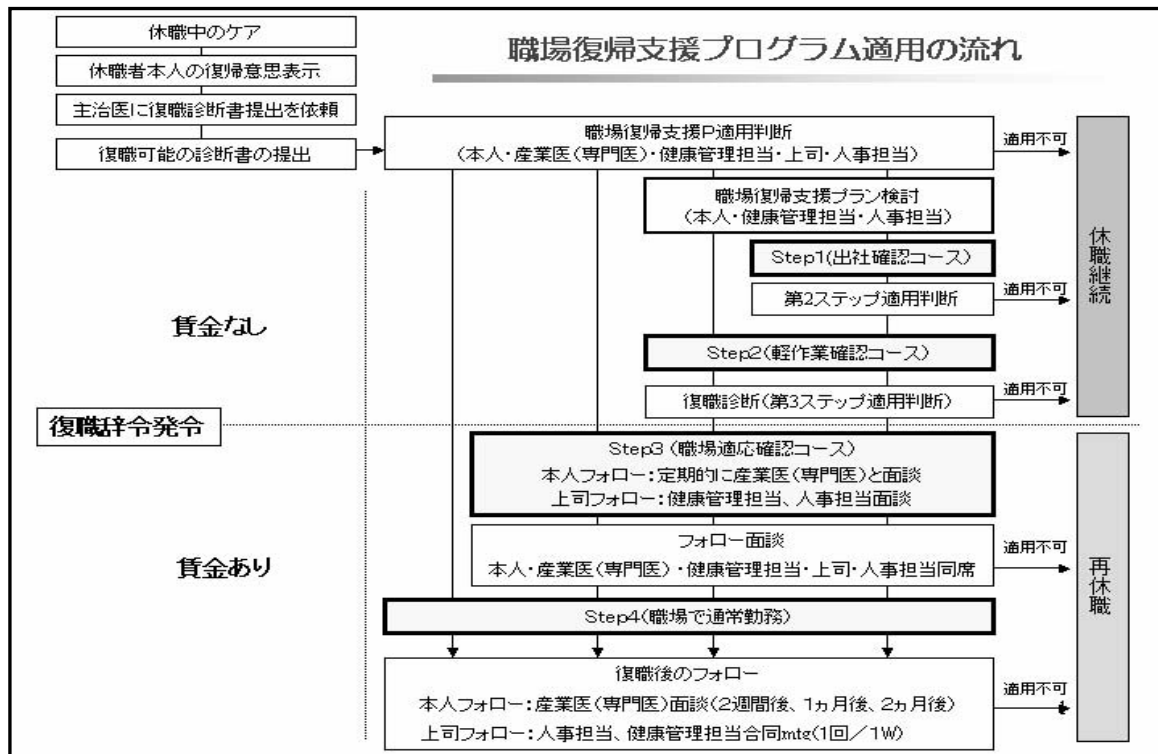 職場復帰支援プログラム適用の流れ
休職中のケア
休職者本人の復帰意思表示
主治医に復職診断書提出を依頼
復職可能の診断書の提出
職場復帰支援P適用判断
(本人・産業医(専門医)・健康管理担当・上司・人事担当)
適用不可
職場復帰支援プラン検討
(本人・健康管理担当・人事担当)
Step1(出社確認コース)
第2ステップ適用判断
適用不可
Step2(軽作業確認コース)
復職診断(第3ステップ適用判断)
適用不可
休職継続
賃金なし
復職辞令発令
賃金あり
Step3(職場適応確認コース)
本人フォロー:定期的に産業医(専門医)と面談
上司フォロー:健康管理担当、人事担当面談
フォロー面談
本人・産業医(専門医)・健康管理担当・上司・人事担当同席
適用不可
Step4(職場で通常勤務)
復職後のフォロー
本人フォロー:産業医(専門医)面談(2週間後、1ヵ月後、2ヵ月後)
上司フォロー:人事担当、健康管理担当合同mtg(1回/1W)
適用不可
再休職